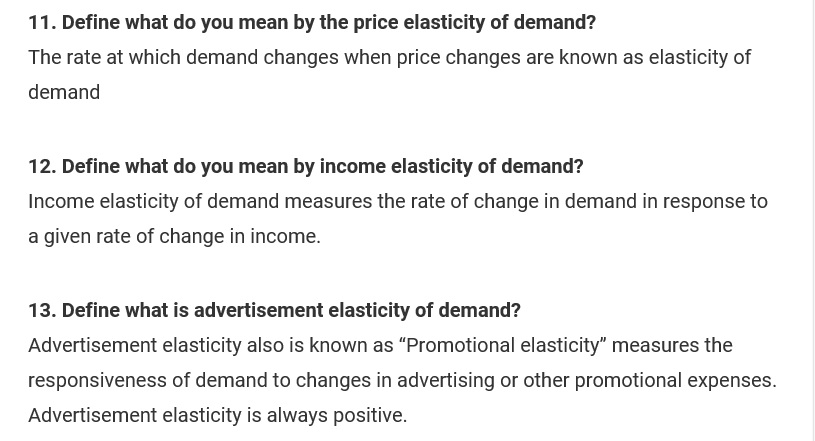 11. Define what do you mean by the price elasticity of demand?
The rate at which demand changes when price changes are known as elasticity of
demand
12. Define what do you mean by income elasticity of demand?
Income elasticity of demand measures the rate of change in demand in response to
a given rate of change in income.
13. Define what is advertisement elasticity of demand?
Advertisement elasticity also is known as “Promotional elasticity” measures the
responsiveness of demand to changes in advertising or other promotional expenses.
Advertisement elasticity is always positive.